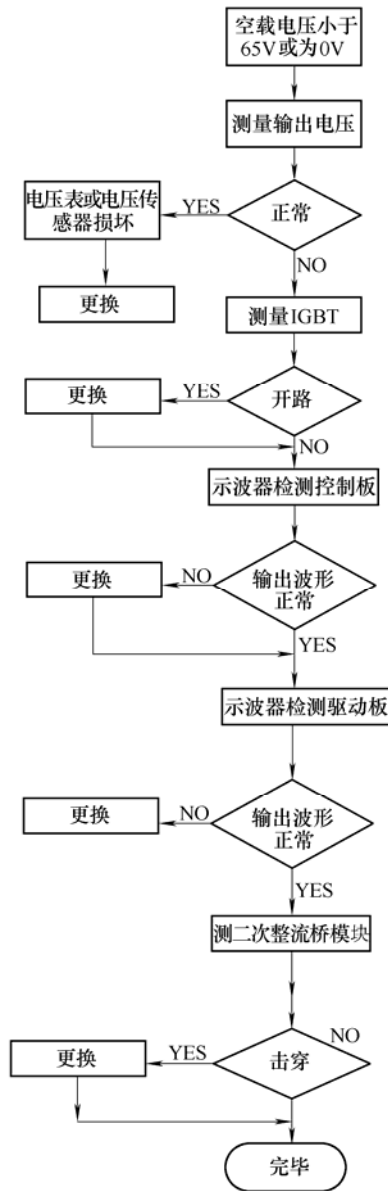 空载电压小于
65V或为0V
测量输出电压
正常
YES
电压表或电压传
感器损坏
更换
NO
测量IGBT
开路
YES
更换
NO
示波器检测控制板
输出波形
正常
NO
更换
YES
示波器检测驱动板
输出波形
正常
NO
更换
YES
测二次整流桥模块
击穿
NO
YES
更换
完毕